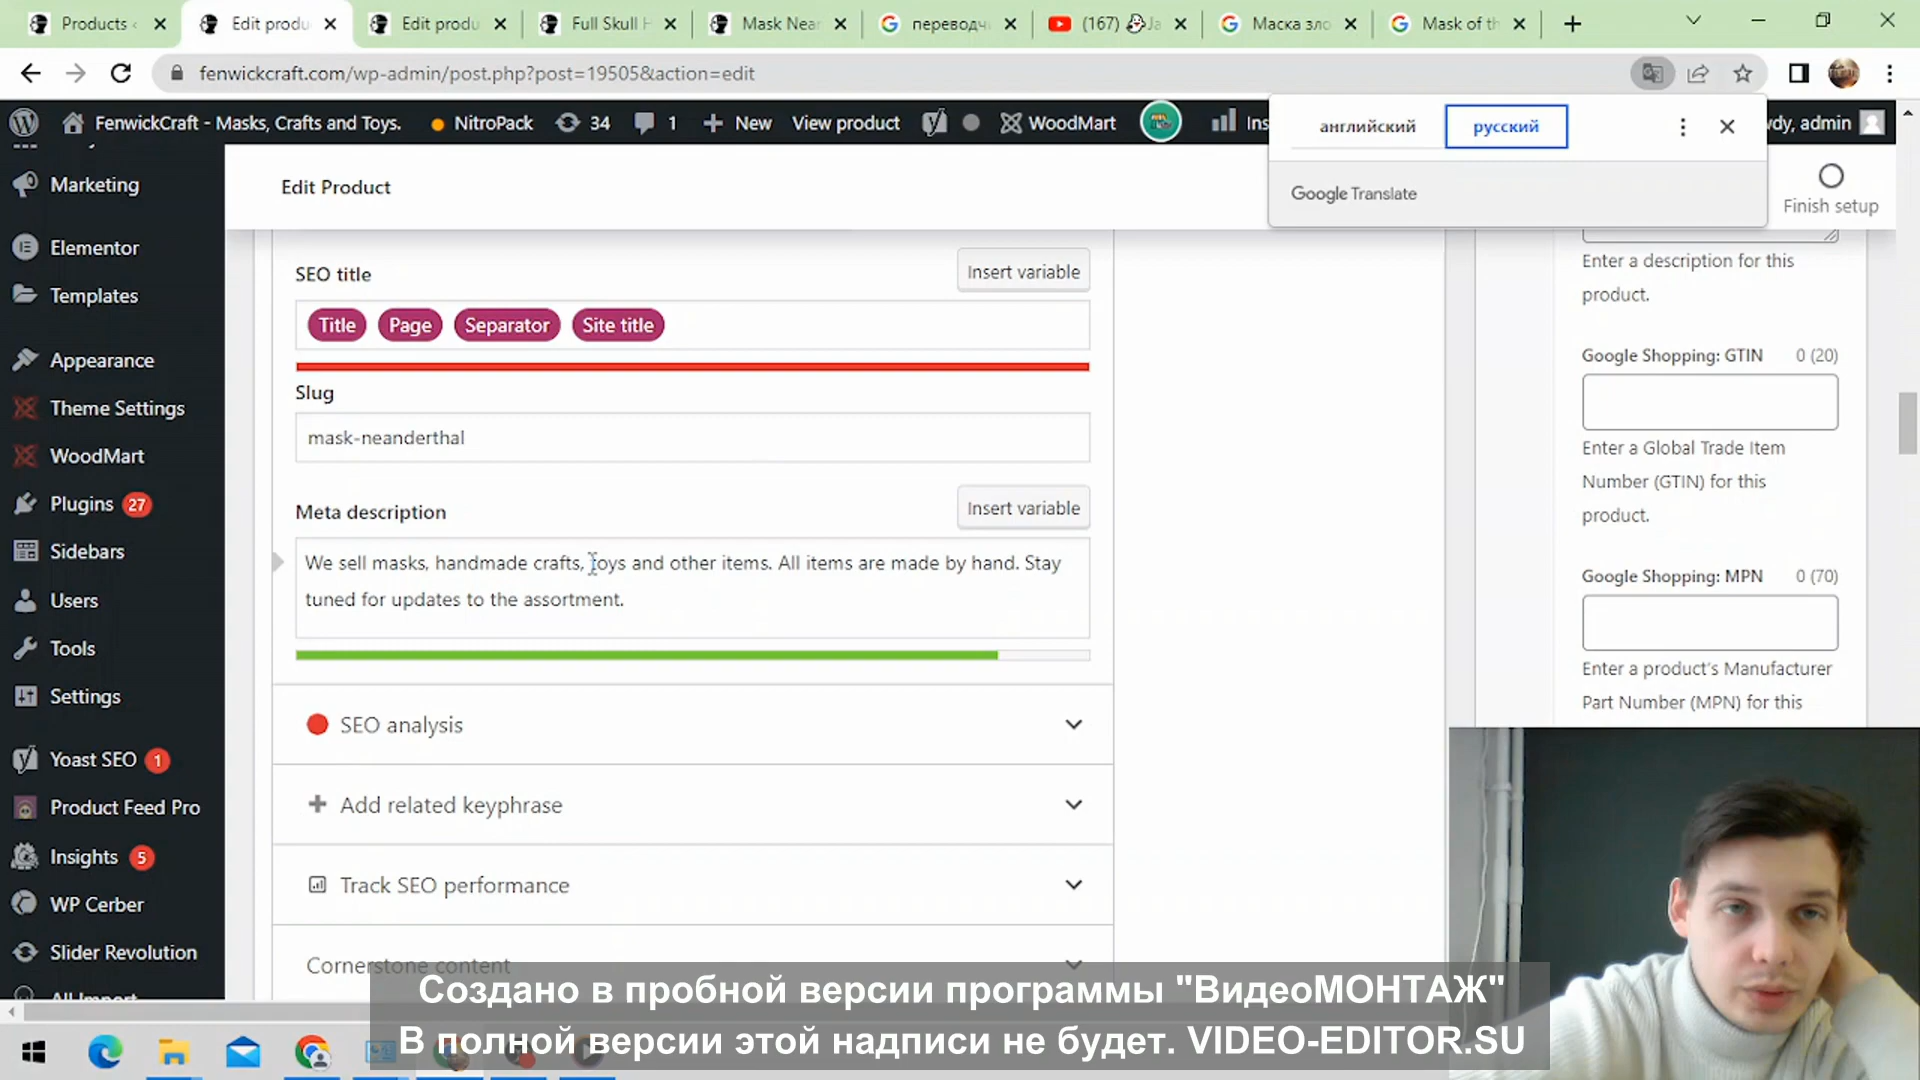 Products
Edit produ
Edit produ
Full Skull H
Mask Near
переводч
(167)
Ja
Маска зло
Mask of th
fenwickcraft.com/wp-admin/post.php?post=19505&action=edit
FenwickCraft - Masks, Crafts and Toys.
NitroPack
34
1
New
View product
WoodMart
Ins
английский
русский
wdy, admin
Google Translate
Finish setup
Marketing
Elementor
Templates
Appearance
Theme Settings
WoodMart
Plugins 27
Sidebars
Users
Tools
Settings
Yoast SEO 1
Product Feed Pro
Insights 5
WP Cerber
Slider Revolution
All Import
Edit Product
SEO title
Insert variable
Title Page Separator Site title
Slug
mask-neanderthal
Meta description
Insert variable
We sell masks, handmade crafts, toys and other items. All items are made by hand. Stay
tuned for updates to the assortment.
SEO analysis
Add related keyphrase
Track SEO performance
Cornerstone content
Enter a description for this
product.
Google Shopping: GTIN 0 (20)
Enter a Global Trade Item
Number (GTIN) for this
product.
Google Shopping: MPN 0 (70)
Enter a product's Manufacturer
Part Number (MPN) for this
Создано в пробной версии программы "ВидеоМОНТАЖ"
В полной версии этой надписи не будет. VIDEO-EDITOR.SU